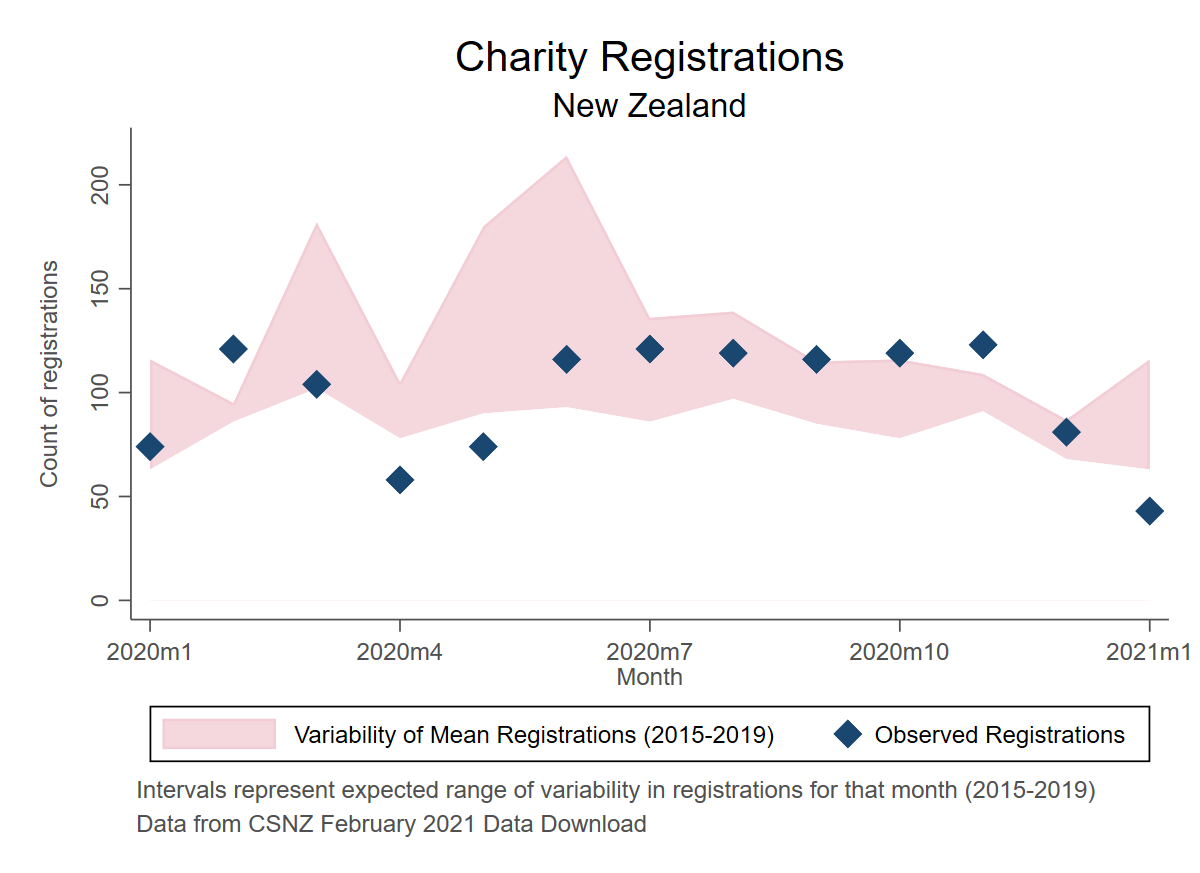 Charity Registrations
New Zealand
Count of registrations
200
150
100
50
0
2020m1 2020m4 2020m7 2020m10 2021m1
Month
Variability of Mean Registrations (2015-2019) Observed Registrations
Intervals represent expected range of variability in registrations for that month (2015-2019)
Data from CSNZ February 2021 Data Download